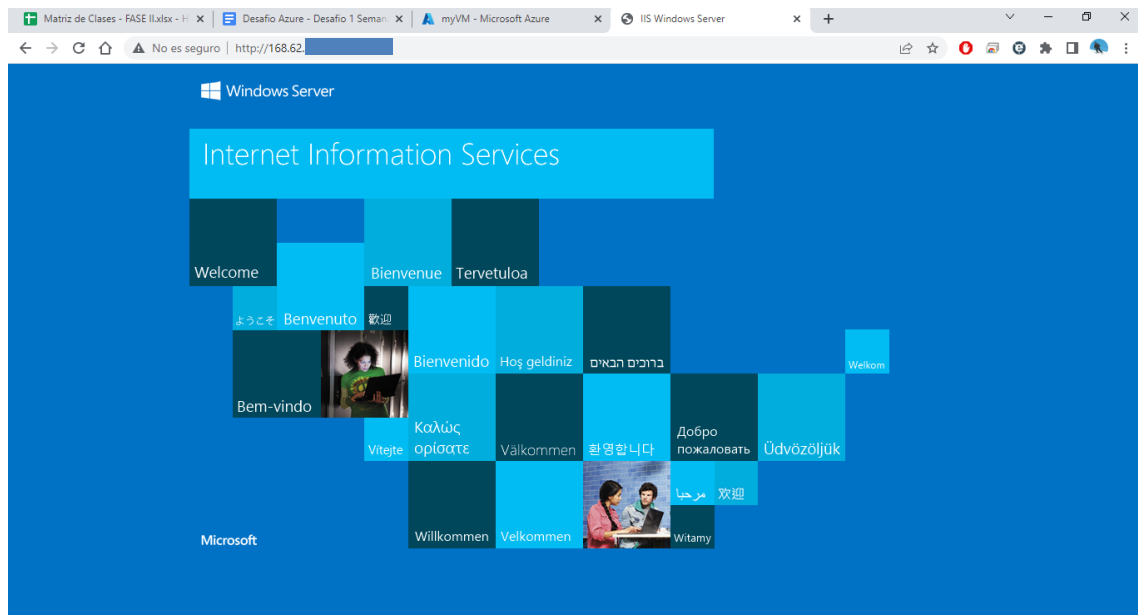 Matriz de Clases - FASE II.xlsx - H
Desafio Azure - Desafio 1 Seman
myVM - Microsoft Azure
IIS Windows Server
No es seguro
http://168.62.
Windows Server
Internet Information Services
Welcome
Bienvenue
Tervetuloa
ようこそ
Benvenuto
歡迎
Bienvenido
Hoş geldiniz
ברוכים הבאים
Welkom
Bem-vindo
Vítejte
Καλώς
ορίσατε
Välkommen
환영합니다
Добро
пожаловать
Üdvözöljük
مرحبا
欢迎
Microsoft
Willkommen
Velkommen
Witamy